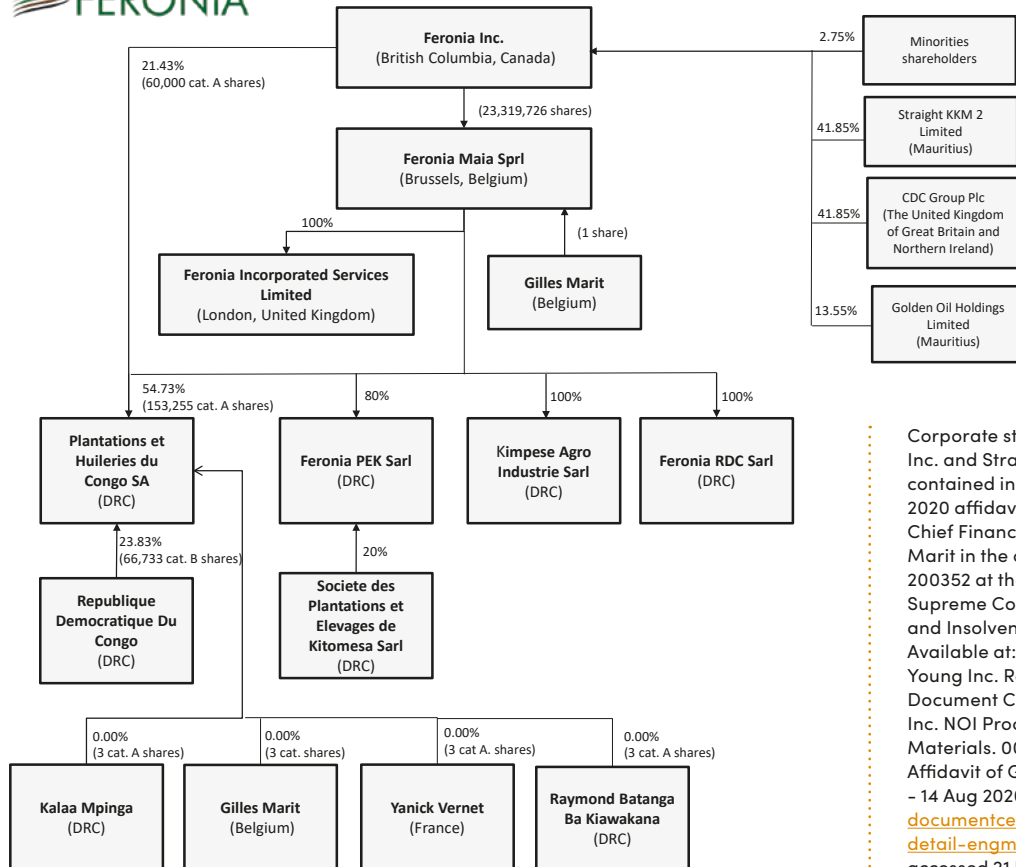 FERONIA
Feronia Inc.
(British Columbia, Canada)
21.43%
(60,000 cat. A shares)
2.75%
Minorities
shareholders
(23,319,726 shares)
Straight KKM 2
Limited
(Mauritius)
41.85%
Feronia Maia Sprl
(Brussels, Belgium)
CDC Group Plc
(The United Kingdom
of Great Britain and
Northern Ireland)
41.85%
100%
(1 share)
Feronia Incorporated Services
Limited
(London, United Kingdom)
Gilles Marit
(Belgium)
13.55%
Golden Oil Holdings
Limited
(Mauritius)
54.73%
(153,255 cat. A shares)
80%
100%
100%
Plantations et
Huileries du
Congo SA
(DRC)
Feronia PEK Sarl
(DRC)
Kimpese Agro
Industrie Sarl
(DRC)
Feronia RDC Sarl
(DRC)
23.83%
(66,733 cat. B shares)
20%
Republique
Democratique Du
Congo
(DRC)
Societe des
Plantations et
Elevages de
Kitomesa Sarl
(DRC)
0.00%
(3 cat. A shares)
0.00%
(3 cat. shares)
0.00%
(3 cat A. shares)
0.00%
(3 cat. A shares)
Kalaa Mpinga
(DRC)
Gilles Marit
(Belgium)
Yanick Vernet
(France)
Raymond Batanga
Ba Kiawakana
(DRC)
Corporate st
Inc. and Stra
contained in
2020 affidav
Chief Financ
Marit in the
200352 at th
Supreme Co
and Insolven
Available at:
Young Inc. R
Document C
Inc. NOI Proc
Materials. 00
Affidavit of G
- 14 Aug 2020
documentce
detail-engm
accessed 21